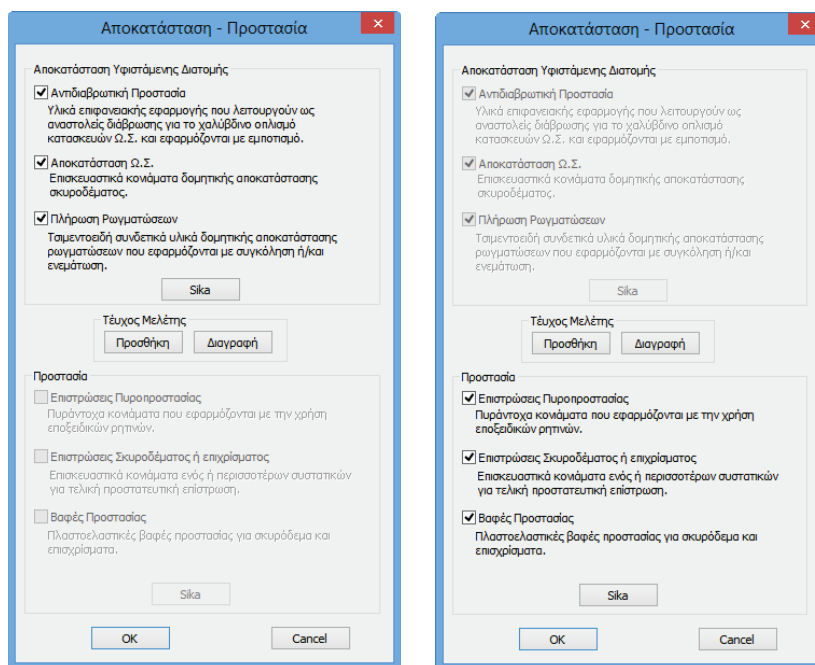 Αποκατάσταση - Προστασία
Αποκατάσταση Υφιστάμενης Διατομής
Αντιδιαβρωτική Προστασία
Υλικά επιφανειακής εφαρμογής που λειτουργούν ως
αναστολείς διάβρωσης για το χαλύβδινο οπλισμό
κατασκευών Ω.Σ. και εφαρμόζονται με εμποτισμό.
Αποκατάσταση Ω.Σ.
Επισκευαστικά κονιάματα δομητικής αποκατάστασης
σκυροδέματος.
Πλήρωση Ρωγματώσεων
Τσιμεντοειδή συνδετικά υλικά δομητικής αποκατάστασης
ρωγματώσεων που εφαρμόζονται με συγκόληση ή/και
ενεμάτωση.
Sika
Τέυχος Μελέτης
Προσθήκη Διαγραφή
Προστασία
Επιστρώσεις Πυροπροστασίας
Πυράντοχα κονιάματα που εφαρμόζονται με την χρήση
εποξειδικών ρητινών.
Επιστρώσεις Σκυροδέματος ή επιχρίσματος
Επισκευαστικά κονιάματα ενός ή περισσοτέρων συστατικών
για τελική προστατευτική επίστρωση.
Βαφές Προστασίας
Πλαστοελαστικές βαφές προστασίας για σκυρόδεμα και
επισχρίσματα.
Sika
OK Cancel
Αποκατάσταση - Προστασία
Αποκατάσταση Υφιστάμενης Διατομής
Αντιδιαβρωτική Προστασία
Υλικά επιφανειακής εφαρμογής που λειτουργούν ως
αναστολείς διάβρωσης για το χαλύβδινο οπλισμό
κατασκευών Ω.Σ. και εφαρμόζονται με εμποτισμό.
Αποκατάσταση Ω.Σ.
Επισκευαστικά κονιάματα δομητικής αποκατάστασης
σκυροδέματος.
Πλήρωση Ρωγματώσεων
Τσιμεντοειδή συνδετικά υλικά δομητικής αποκατάστασης
ρωγματώσεων που εφαρμόζονται με συγκόληση ή/και
ενεμάτωση.
Sika
Τέυχος Μελέτης
Προσθήκη Διαγραφή
Προστασία
Επιστρώσεις Πυροπροστασίας
Πυράντοχα κονιάματα που εφαρμόζονται με την χρήση
εποξειδικών ρητινών.
Επιστρώσεις Σκυροδέματος ή επιχρίσματος
Επισκευαστικά κονιάματα ενός ή περισσοτέρων συστατικών
για τελική προστατευτική επίστρωση.
Βαφές Προστασίας
Πλαστοελαστικές βαφές προστασίας για σκυρόδεμα και
επισχρίσματα.
Sika
OK Cancel